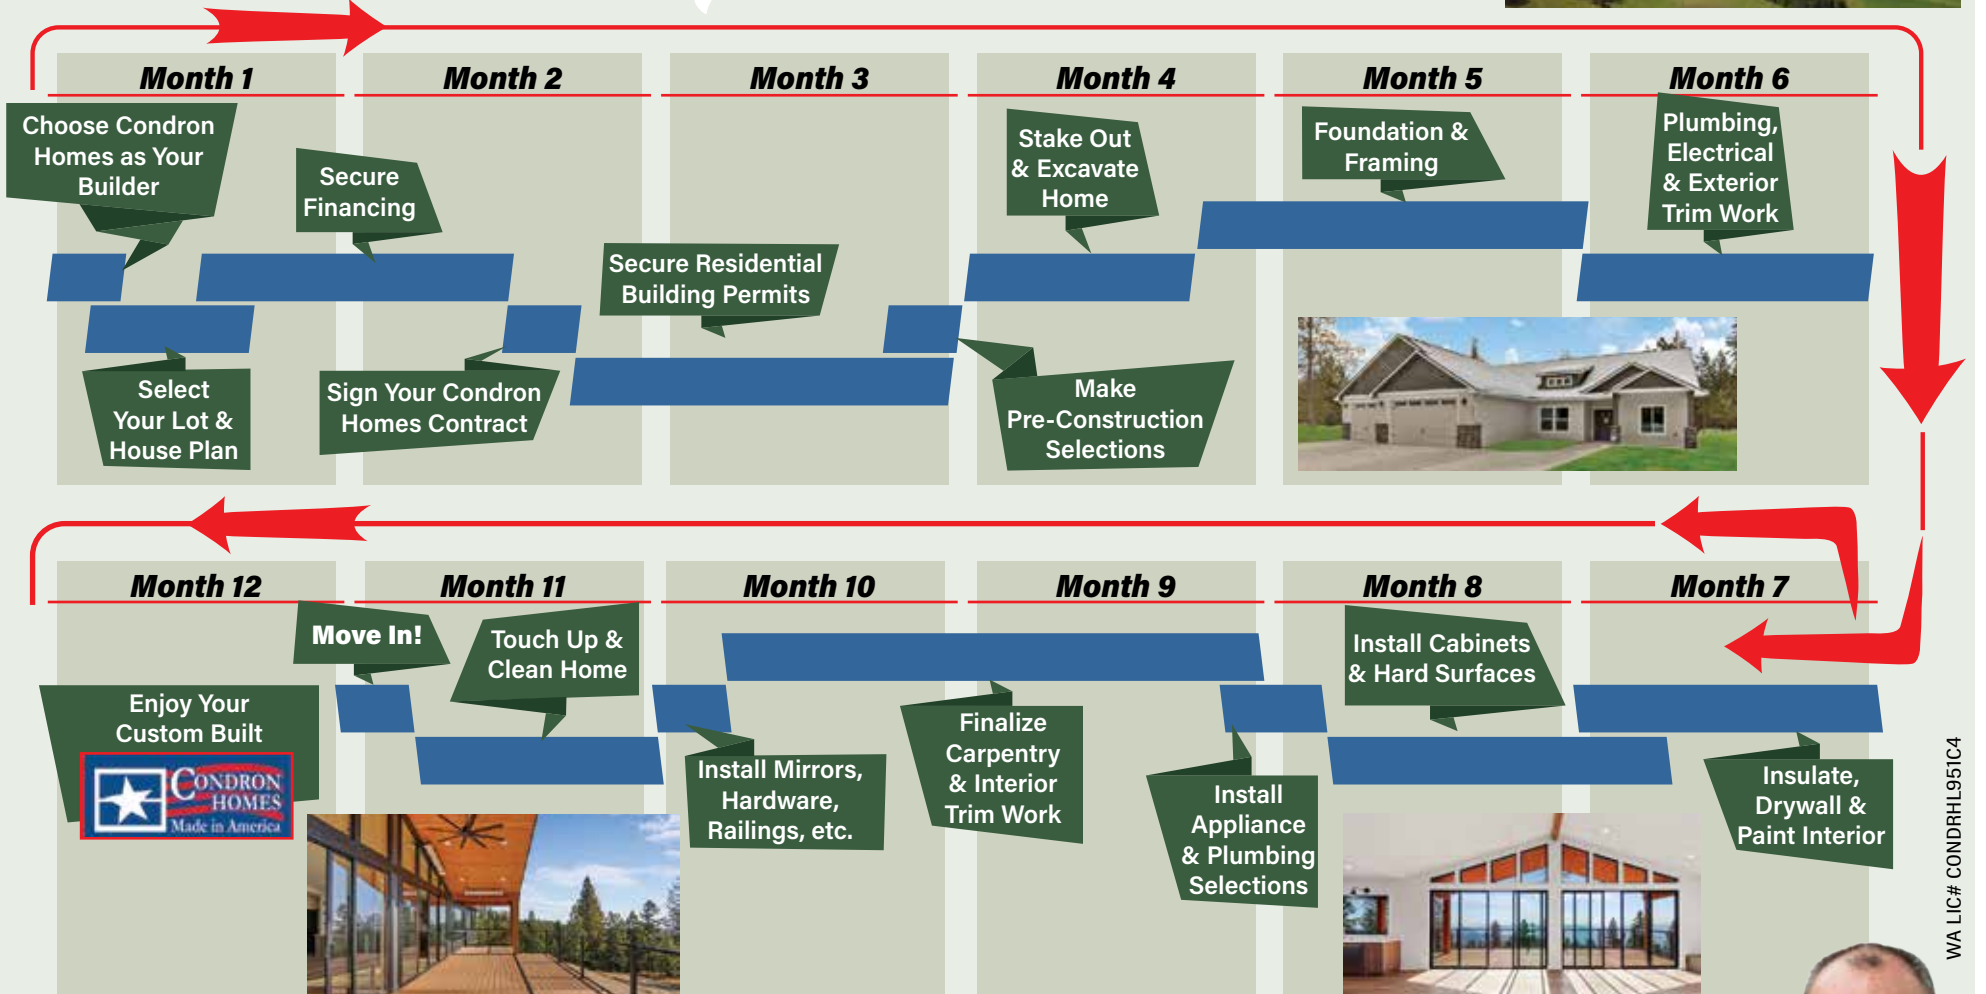 Month 1
Month 2
Month 3
Month 4
Month 5
Month 6
Choose Condron
Homes as Your
Builder
Select
Your Lot &
House Plan
Secure
Financing
Sign Your Condron
Homes Contract
Secure Residential
Building Permits
Make
Pre-Construction
Selections
Stake Out
& Excavate
Home
Foundation &
Framing
Plumbing,
Electrical
& Exterior
Trim Work
Month 12
Month 11
Month 10
Month 9
Month 8
Month 7
Insulate,
Drywall &
Paint Interior
Install Cabinets
& Hard Surfaces
Install
Appliance
& Plumbing
Selections
Finalize
Carpentry
& Interior
Trim Work
Install Mirrors,
Hardware,
Railings, etc.
Touch Up &
Clean Home
Move In!
Enjoy Your
Custom Built
CONDRON
HOMES
Made in America
WA LIC# CONDRHL951C4